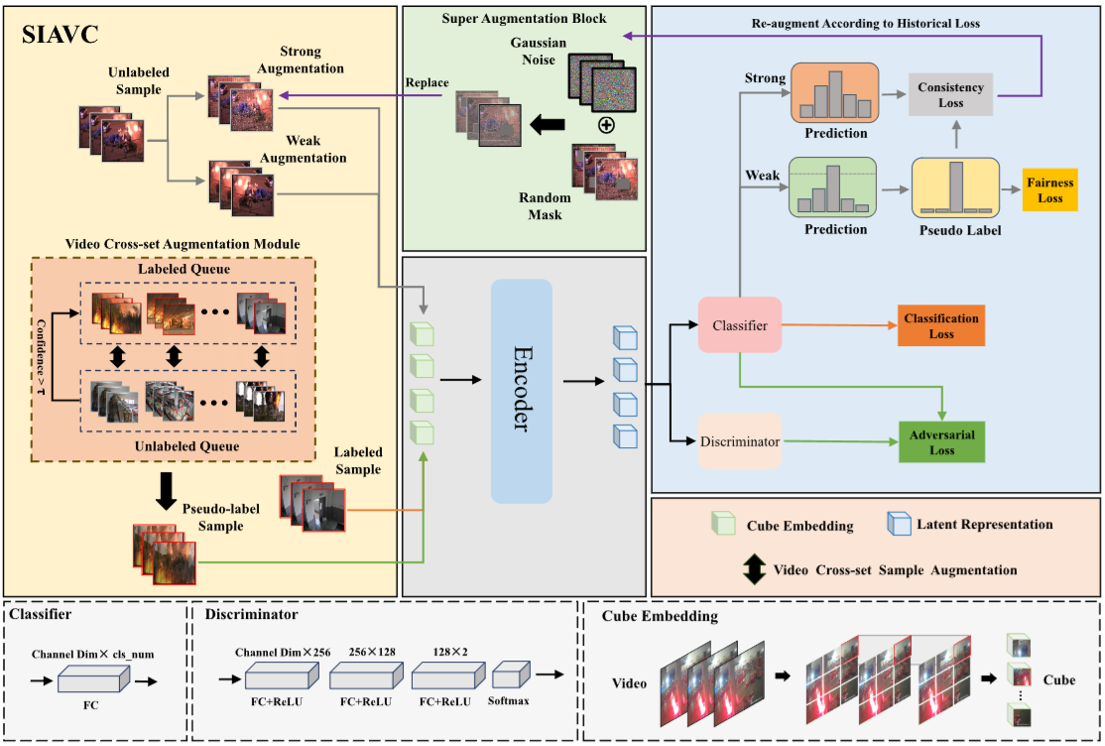 SIAVC
Unlabeled
Sample
Strong
Augmentation
Weak
Augmentation
Video Cross-set Augmentation Module
Labeled Queue
Confidence > τ
Unlabeled Queue
Pseudo-label
Sample
Labeled
Sample
Super Augmentation Block
Gaussian
Noise
Replace
Random
Mask
Encoder
Re-augment According to Historical Loss
Strong
Prediction
Consistency
Loss
Weak
Prediction
Pseudo Label
Fairness
Loss
Classifier
Classification
Loss
Discriminator
Adversarial
Loss
Cube Embedding
Latent Representation
Video Cross-set Sample Augmentation
Classifier
Channel Dim× cls_num
FC
Discriminator
Channel Dim×256
256×128
128×2
FC+ReLU
FC+ReLU
FC+ReLU
Softmax
Cube Embedding
Video
Cube